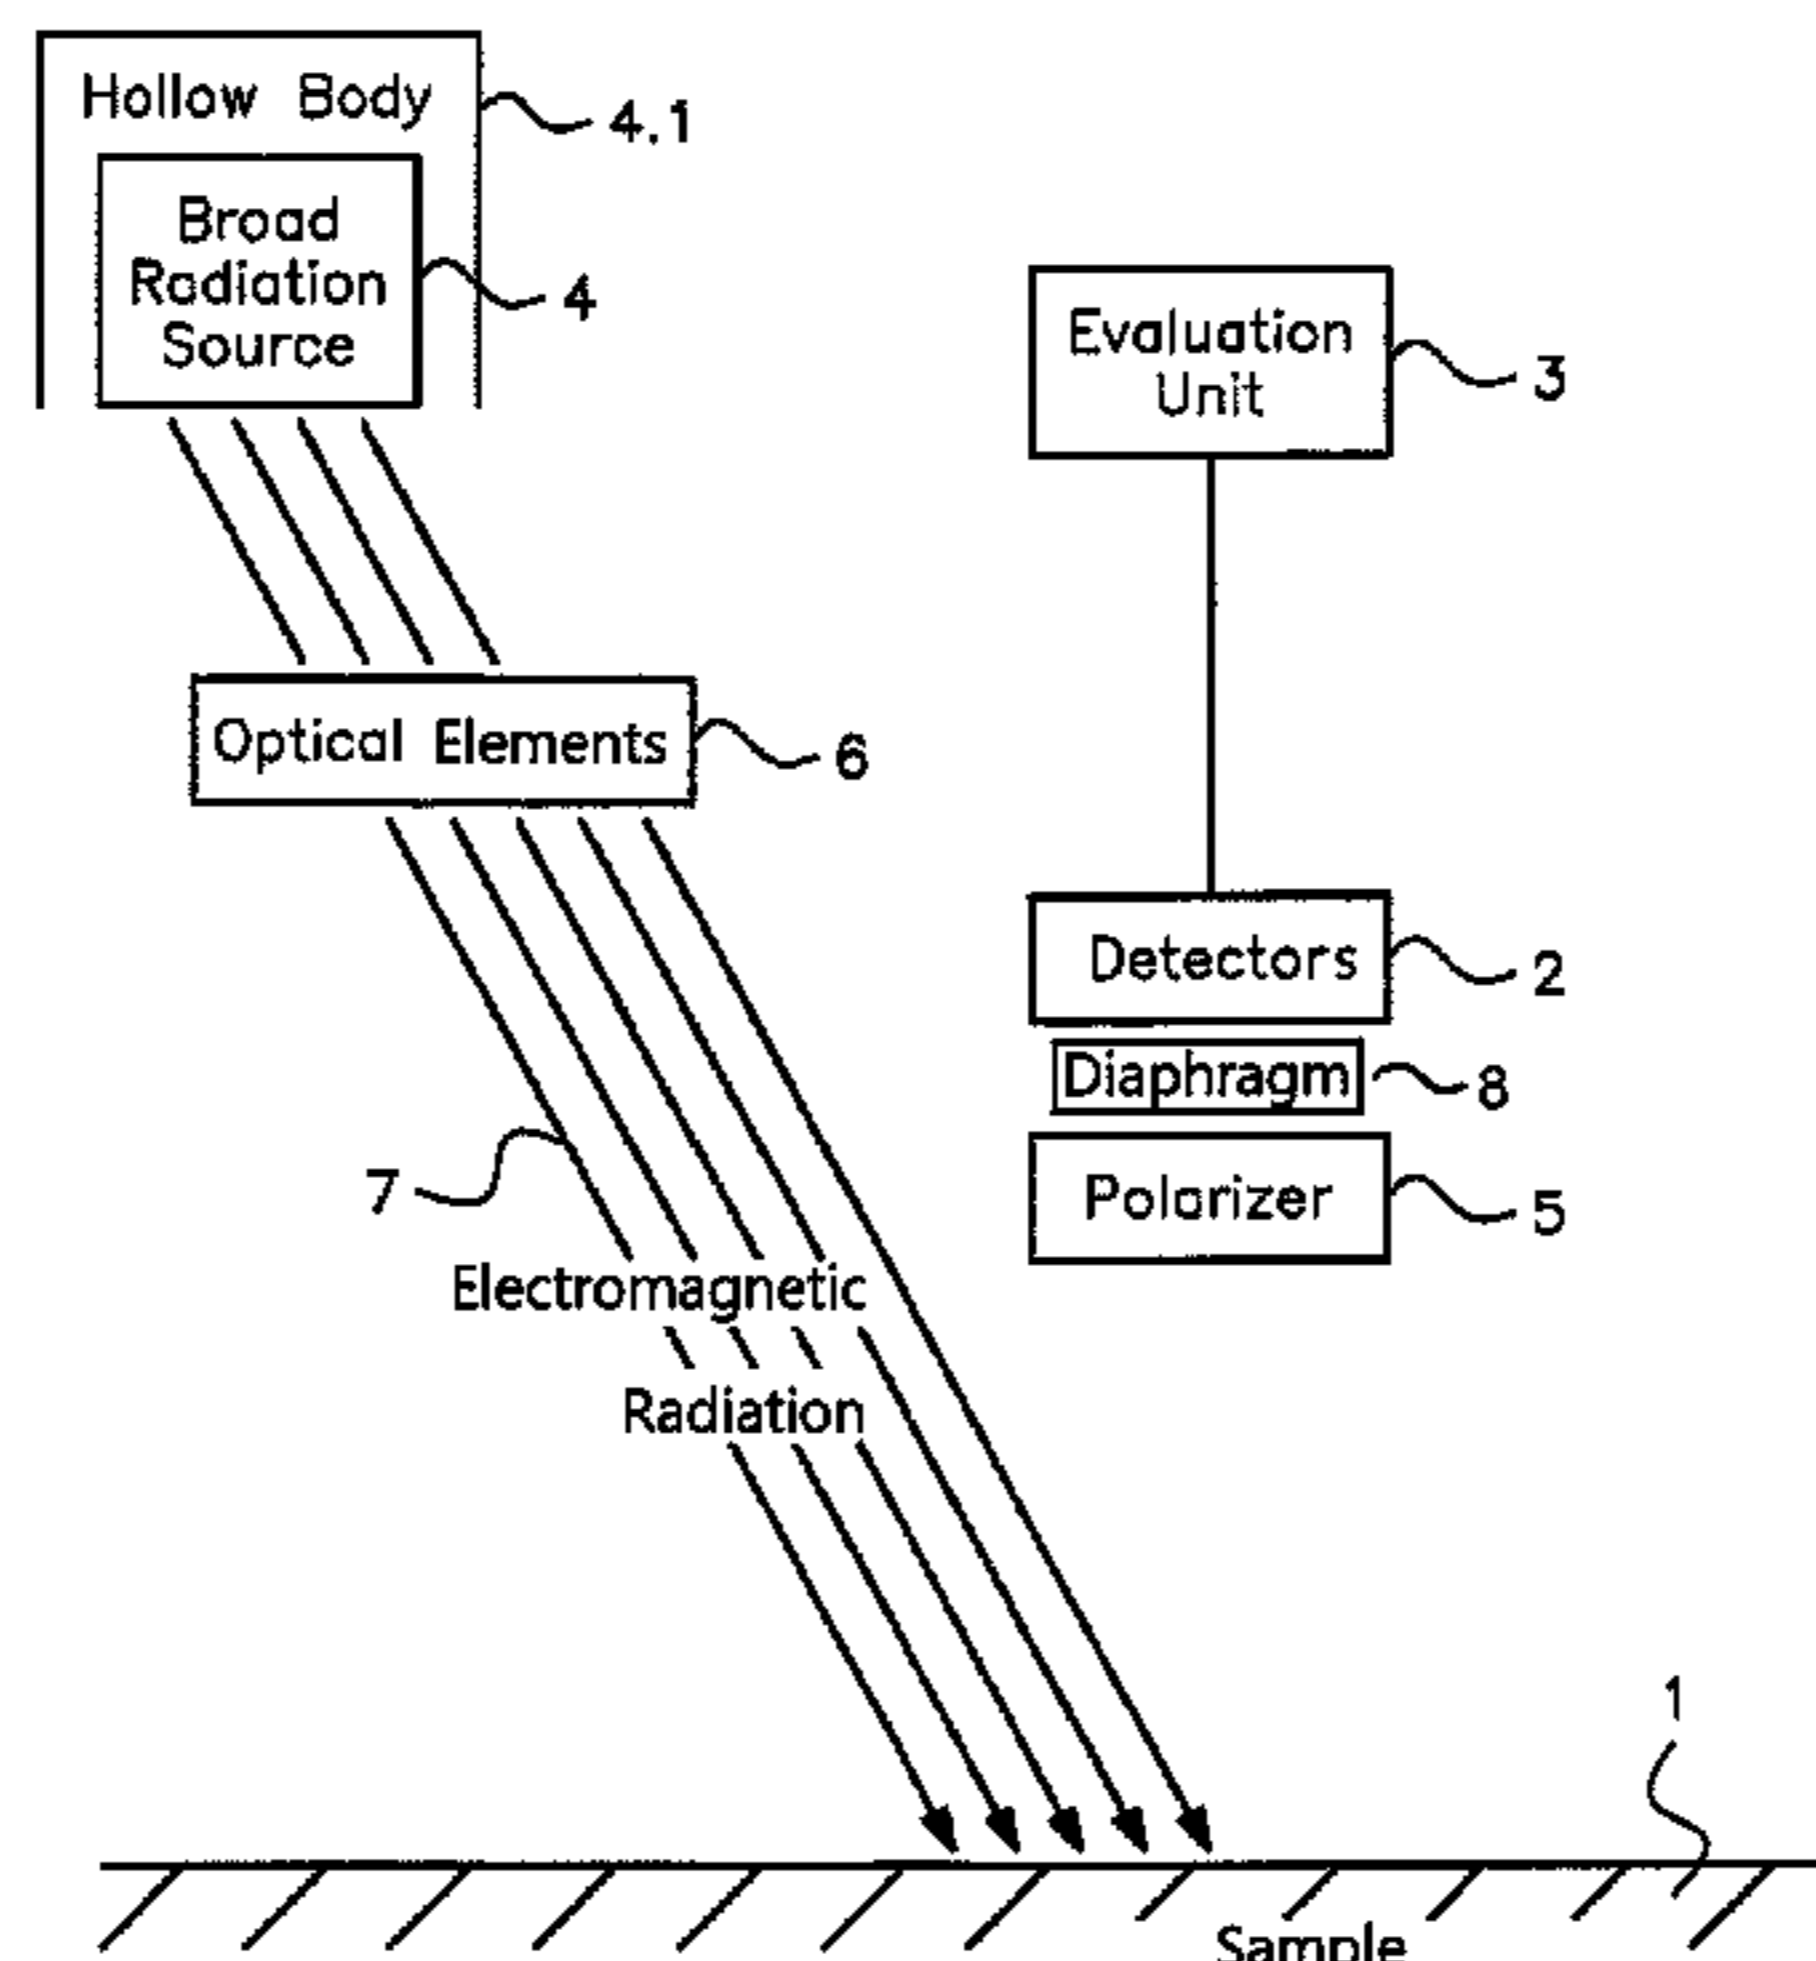 Hollow Body
4.1
Broad
Radiation
Source
4
Evaluation
Unit
3
Optical Elements
6
Detectors
2
Diaphragm
8
7
Polarizer
5
Electromagnetic
Radiation
1
Sample